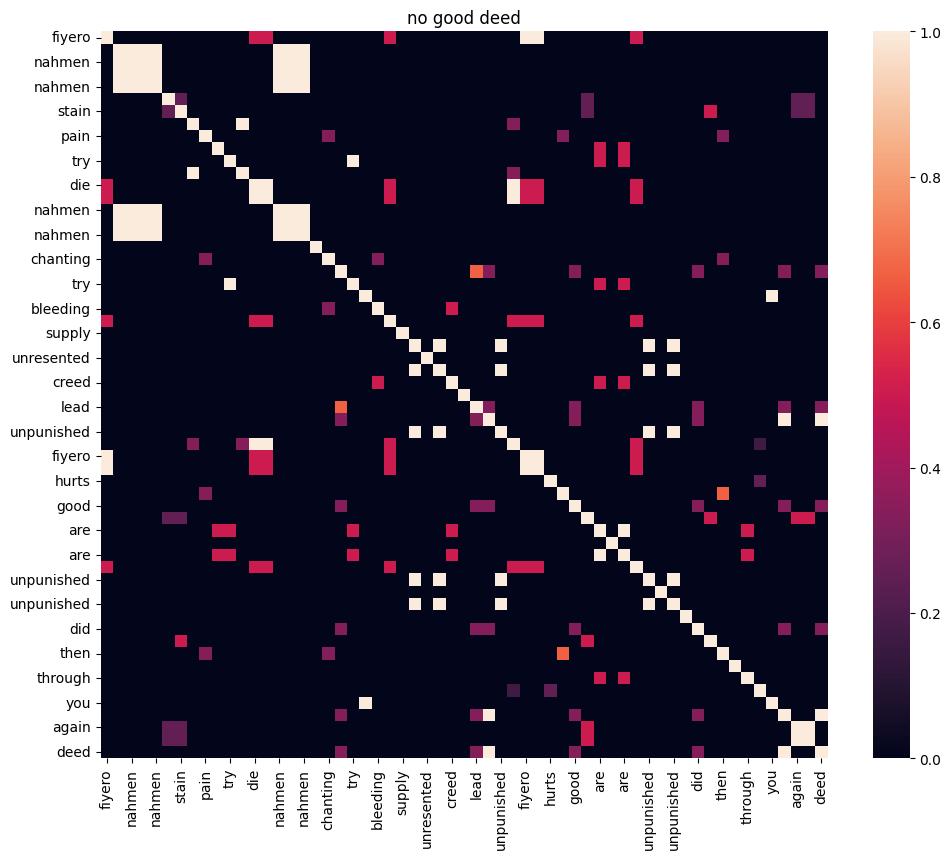 no good deed
fiyero
nahmen
nahmen
stain
pain
try
die
nahmen
nahmen
chanting
try
bleeding
supply
unresented
creed
lead
unpunished
fiyero
hurts
good
are
are
unpunished
unpunished
did
then
through
you
again
deed
fiyero
nahmen
nahmen
stain
pain
try
die
nahmen
nahmen
chanting
try
bleeding
supply
unresented
creed
lead
unpunished
fiyero
hurts
good
are
are
unpunished
unpunished
did
then
through
you
again
deed
1.0
0.8
0.6
0.4
0.2
0.0